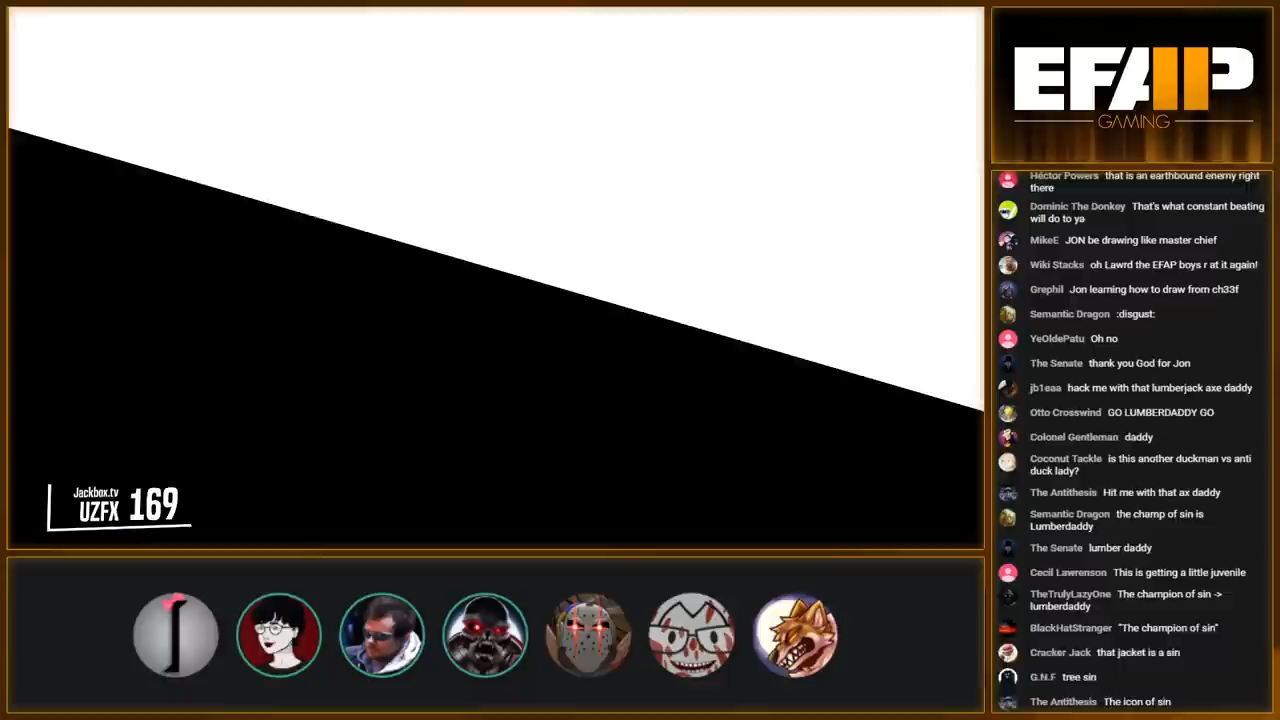 EFAP
GAMING
Héctor Powers that is an earthbound enemy right
there
Dominic The Donkey That's what constant beating
will do to ya
MikeE JON be drawing like master chief
Wiki Stacks oh Lawrd the EFAP boys r at it again!
Grephil Jon learning how to draw from ch33f
Semantic Dragon :disgust:
YeOldePatu Oh no
The Senate thank you God for Jon
jb1eaa hack me with that lumberjack axe daddy
Otto Crosswind GO LUMBERDADDY GO
Colonel Gentleman daddy
Coconut Tackle is this another duckman vs anti
duck lady?
The Antithesis Hit me with that ax daddy
Semantic Dragon the champ of sin is
Lumberdaddy
The Senate lumber daddy
Cecil Lawrenson This is getting a little juvenile
TheTrulyLazyOne The champion of sin ->
lumberdaddy
BlackHatStranger "The champion of sin"
Cracker Jack that jacket is a sin
G.N.F tree sin
The Antithesis The icon of sin
Jackbox.tv
UZFX 169